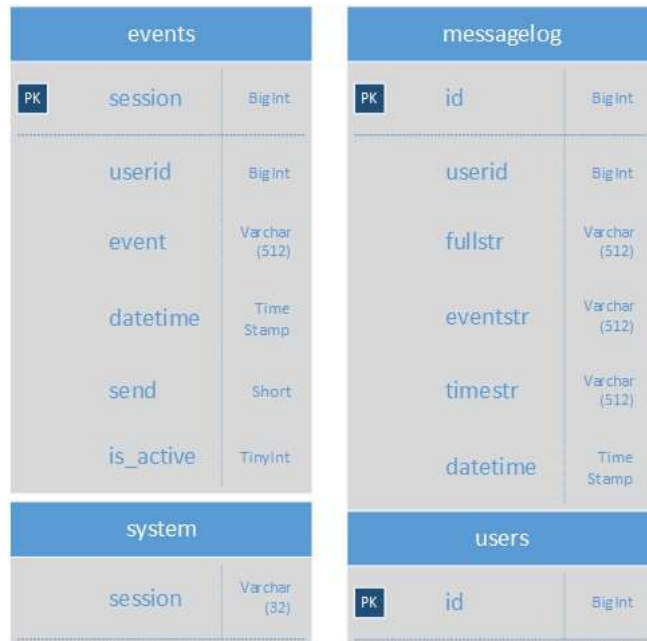 events
PK session BigInt
userid BigInt
event Varchar
(512)
datetime Time
Stamp
send Short
is_active TinyInt
system
session Varchar
(32)
messagelog
PK id BigInt
userid BigInt
fullstr Varchar
(512)
eventstr Varchar
(512)
timestr Varchar
(512)
datetime Time
Stamp
users
PK id BigInt